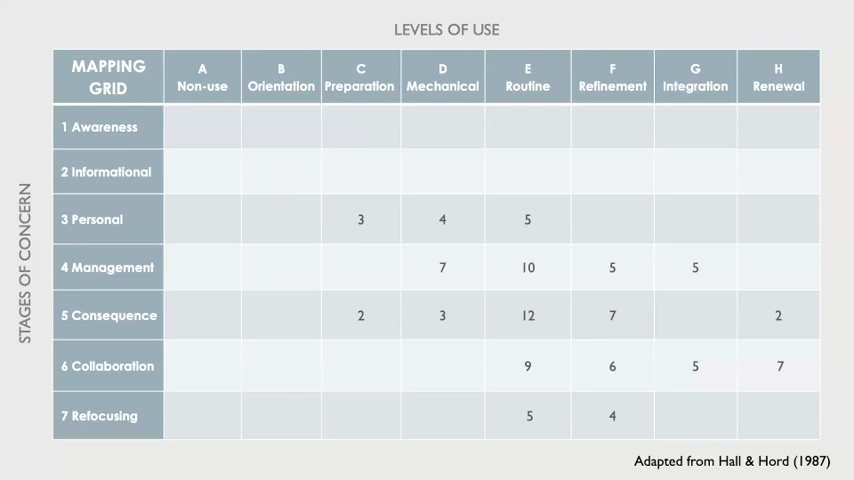 LEVELS OF USE
MAPPING GRID A Non-use B Orientation C Preparation D Mechanical E Routine F Refinement G Integration H Renewal
STAGES OF CONCERN
1 Awareness
2 Informational
3 Personal 3 4 5
4 Management 7 10 5 5
5 Consequence 2 3 12 7 2
6 Collaboration 9 6 5 7
7 Refocusing 5 4
Adapted from Hall & Hord (1987)